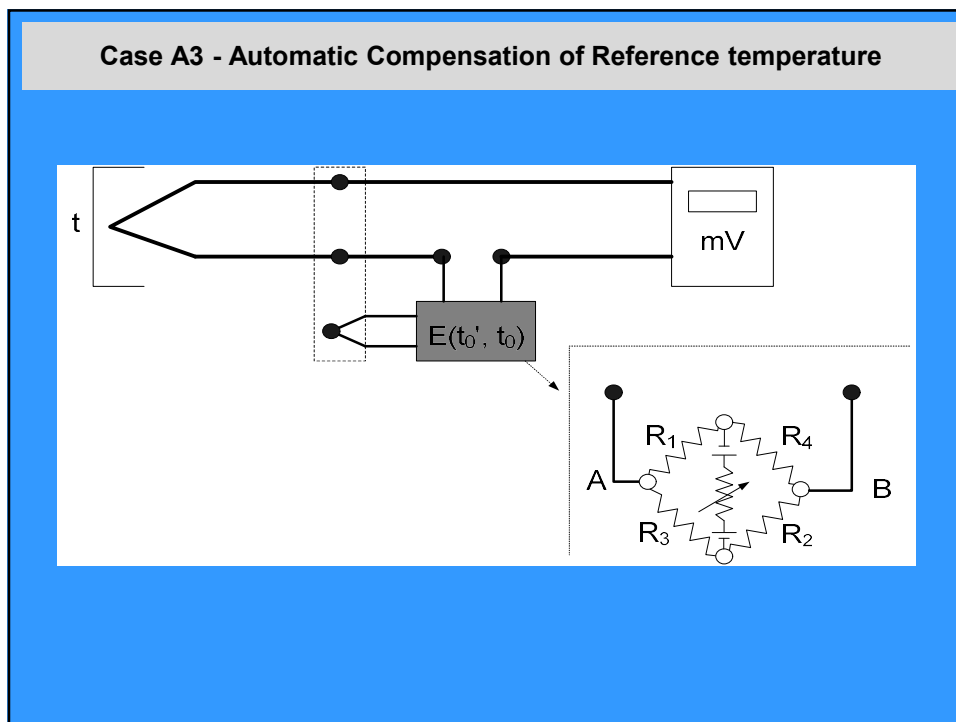 Case A3 - Automatic Compensation of Reference temperature
t
mV
E(t₀', t₀)
R₁
R₄
A
B
R₃
R₂